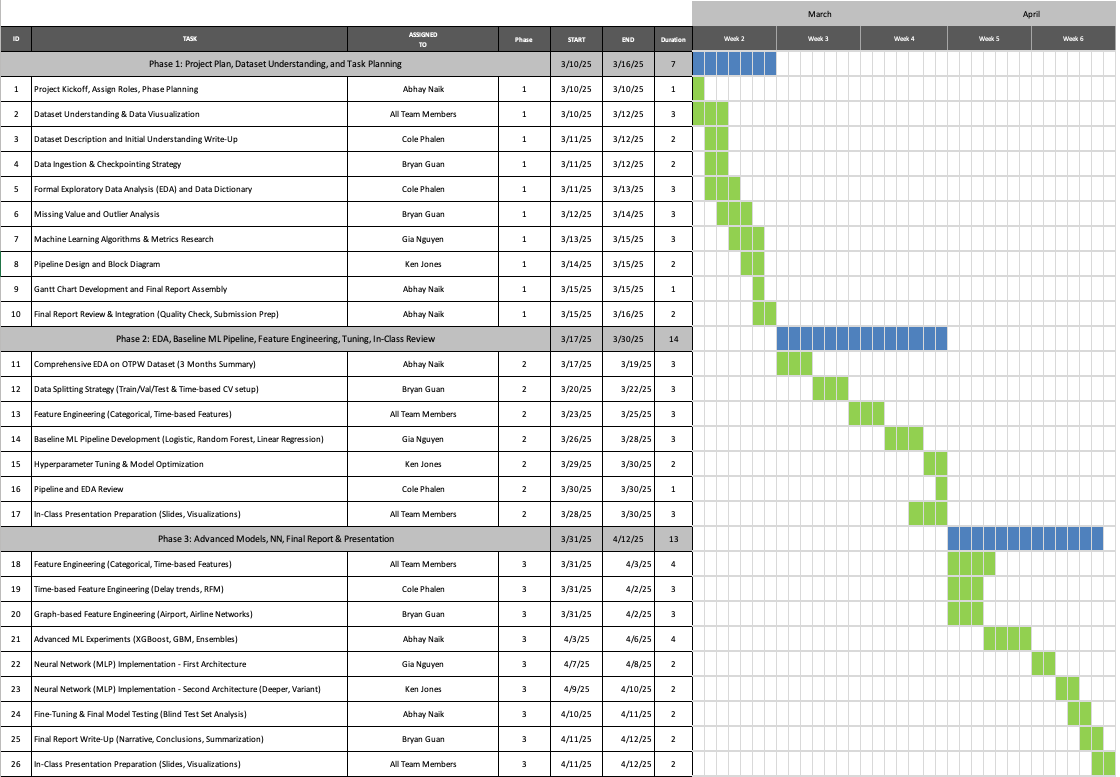 March April
ID TASK ASSIGNED TO Phase START END Duration Week 2 Week 3 Week 4 Week 5 Week 6
Phase 1: Project Plan, Dataset Understanding, and Task Planning 3/10/25 3/16/25 7
1 Project Kickoff, Assign Roles, Phase Planning Abhay Naik 1 3/10/25 3/10/25 1
2 Dataset Understanding & Data Viusualization All Team Members 1 3/10/25 3/12/25 3
3 Dataset Description and Initial Understanding Write-Up Cole Phalen 1 3/11/25 3/12/25 2
4 Data Ingestion & Checkpointing Strategy Bryan Guan 1 3/11/25 3/12/25 2
5 Formal Exploratory Data Analysis (EDA) and Data Dictionary Cole Phalen 1 3/11/25 3/13/25 3
6 Missing Value and Outlier Analysis Bryan Guan 1 3/12/25 3/14/25 3
7 Machine Learning Algorithms & Metrics Research Gia Nguyen 1 3/13/25 3/15/25 3
8 Pipeline Design and Block Diagram Ken Jones 1 3/14/25 3/15/25 2
9 Gantt Chart Development and Final Report Assembly Abhay Naik 1 3/15/25 3/15/25 1
10 Final Report Review & Integration (Quality Check, Submission Prep) Abhay Naik 1 3/15/25 3/16/25 2
Phase 2: EDA, Baseline ML Pipeline, Feature Engineering, Tuning, In-Class Review 3/17/25 3/30/25 14
11 Comprehensive EDA on OTPW Dataset (3 Months Summary) Abhay Naik 2 3/17/25 3/19/25 3
12 Data Splitting Strategy (Train/Val/Test & Time-based CV setup) Bryan Guan 2 3/20/25 3/22/25 3
13 Feature Engineering (Categorical, Time-based Features) All Team Members 2 3/23/25 3/25/25 3
14 Baseline ML Pipeline Development (Logistic, Random Forest, Linear Regression) Gia Nguyen 2 3/26/25 3/28/25 3
15 Hyperparameter Tuning & Model Optimization Ken Jones 2 3/29/25 3/30/25 2
16 Pipeline and EDA Review Cole Phalen 2 3/30/25 3/30/25 1
17 In-Class Presentation Preparation (Slides, Visualizations) All Team Members 2 3/28/25 3/30/25 3
Phase 3: Advanced Models, NN, Final Report & Presentation 3/31/25 4/12/25 13
18 Feature Engineering (Categorical, Time-based Features) All Team Members 3 3/31/25 4/3/25 4
19 Time-based Feature Engineering (Delay trends, RFM) Cole Phalen 3 3/31/25 4/2/25 3
20 Graph-based Feature Engineering (Airport, Airline Networks) Bryan Guan 3 3/31/25 4/2/25 3
21 Advanced ML Experiments (XGBoost, GBM, Ensembles) Abhay Naik 3 4/3/25 4/6/25 4
22 Neural Network (MLP) Implementation - First Architecture Gia Nguyen 3 4/7/25 4/8/25 2
23 Neural Network (MLP) Implementation - Second Architecture (Deeper, Variant) Ken Jones 3 4/9/25 4/10/25 2
24 Fine-Tuning & Final Model Testing (Blind Test Set Analysis) Abhay Naik 3 4/10/25 4/11/25 2
25 Final Report Write-Up (Narrative, Conclusions, Summarization) Bryan Guan 3 4/11/25 4/12/25 2
26 In-Class Presentation Preparation (Slides, Visualizations) All Team Members 3 4/11/25 4/12/25 2